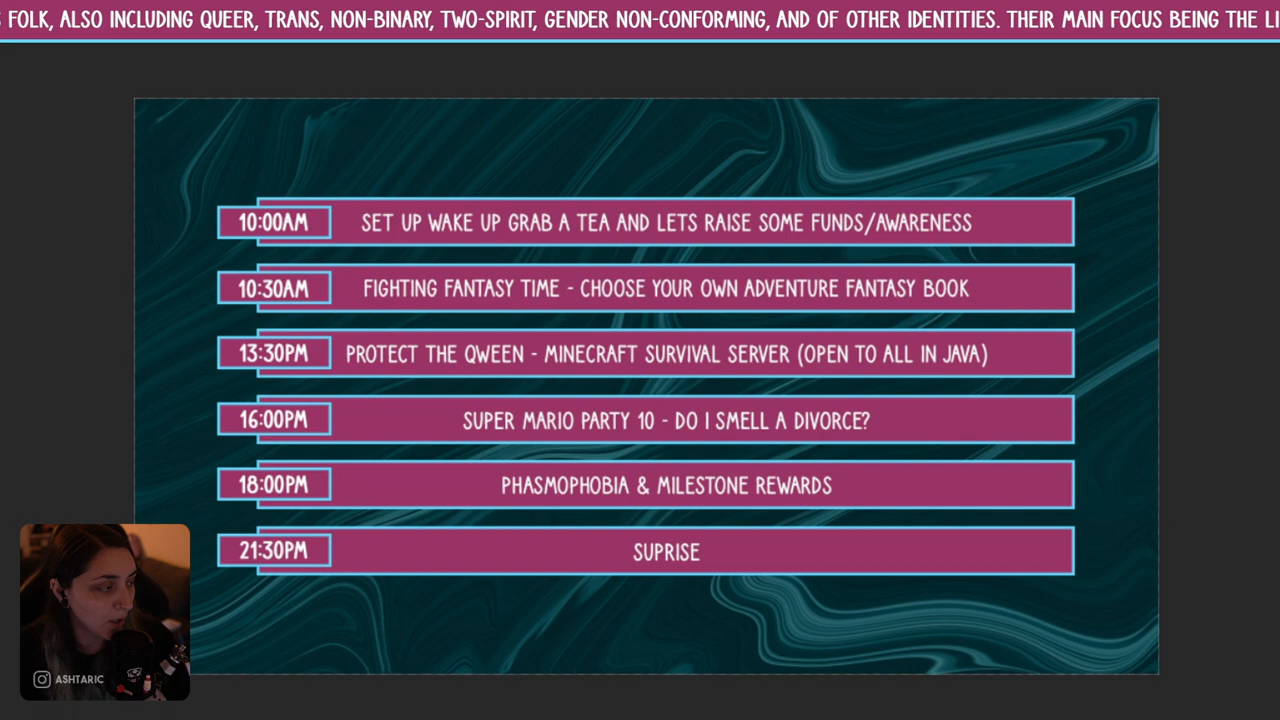 FOLK, ALSO INCLUDING QUEER, TRANS, NON-BINARY, TWO-SPIRIT, GENDER NON-CONFORMING, AND OF OTHER IDENTITIES. THEIR MAIN FOCUS BEING THE
10:00AM SET UP WAKE UP GRAB A TEA AND LETS RAISE SOME FUNDS/AWARENESS
10:30AM FIGHTING FANTASY TIME - CHOOSE YOUR OWN ADVENTURE FANTASY BOOK
13:30PM PROTECT THE QWEEN - MINECRAFT SURVIVAL SERVER (OPEN TO ALL IN JAVA)
16:00PM SUPER MARIO PARTY 10 - DO I SMELL A DIVORCE?
18:00PM PHASMOPHOBIA & MILESTONE REWARDS
21:30PM SUPRISE
ASHTARIC